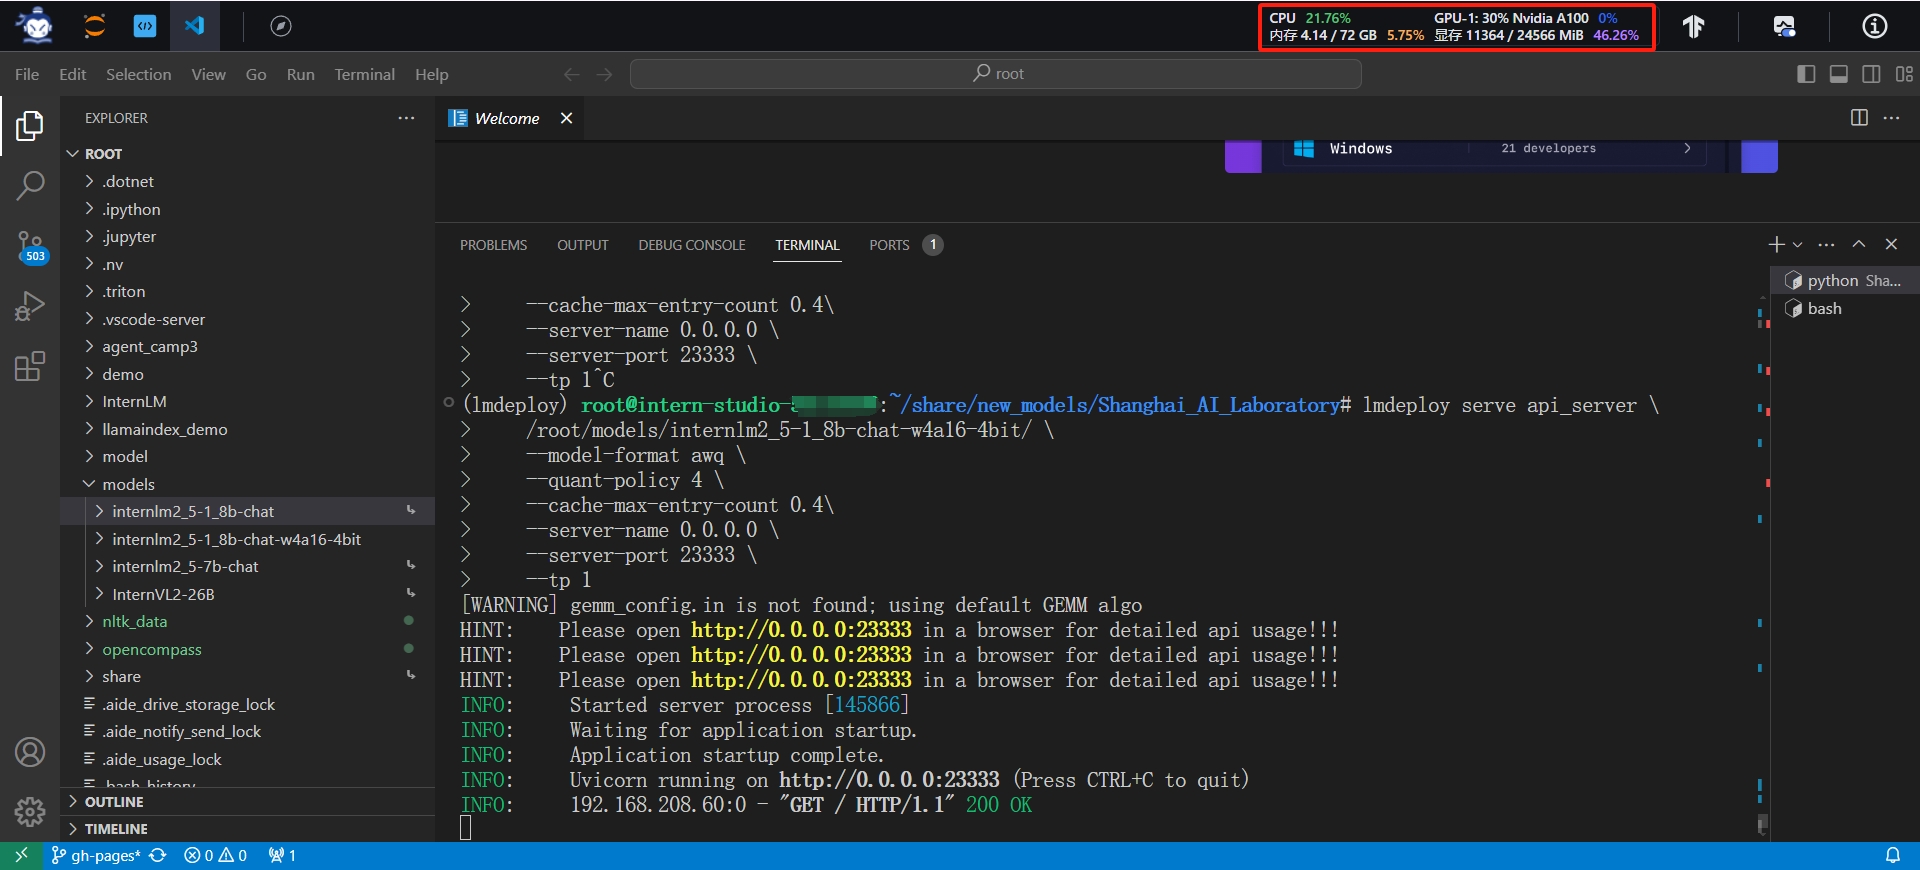 CPU 21.76% GPU-1: 30% Nvidia A100 0%
内存 4.14 / 72 GB 5.75% 显存 11364 / 24566 MiB 46.26%
File Edit Selection View Go Run Terminal Help
root
EXPLORER
Welcome
ROOT
Windows 21 developers
.dotnet
.ipython
.jupyter
.nv
.triton
.vscode-server
agent_camp3
demo
InternLM
llamaindex_demo
model
models
internlm2_5-1_8b-chat
internlm2_5-1_8b-chat-w4a16-4bit
internlm2_5-7b-chat
InternVL2-26B
nltk_data
opencompass
share
.aide_drive_storage_lock
.aide_notify_send_lock
.aide_usage_lock
.bash_history
OUTLINE
TIMELINE
503
PROBLEMS OUTPUT DEBUG CONSOLE TERMINAL PORTS 1
python Sha...
bash
> --cache-max-entry-count 0.4\
> --server-name 0.0.0.0 \
> --server-port 23333 \
> --tp 1^C
(lmdeploy) root@intern-studio- :~/share/new_models/Shanghai_AI_Laboratory# lmdeploy serve api_server \
> /root/models/internlm2_5-1_8b-chat-w4a16-4bit/ \
> --model-format awq \
> --quant-policy 4 \
> --cache-max-entry-count 0.4\
> --server-name 0.0.0.0 \
> --server-port 23333 \
> --tp 1
[WARNING] gemm_config.in is not found; using default GEMM algo
HINT: Please open http://0.0.0.0:23333 in a browser for detailed api usage!!!
HINT: Please open http://0.0.0.0:23333 in a browser for detailed api usage!!!
HINT: Please open http://0.0.0.0:23333 in a browser for detailed api usage!!!
INFO: Started server process [145866]
INFO: Waiting for application startup.
INFO: Application startup complete.
INFO: Uvicorn running on http://0.0.0.0:23333 (Press CTRL+C to quit)
INFO: 192.168.208.60:0 - "GET / HTTP/1.1" 200 OK
gh-pages* 0 0 1